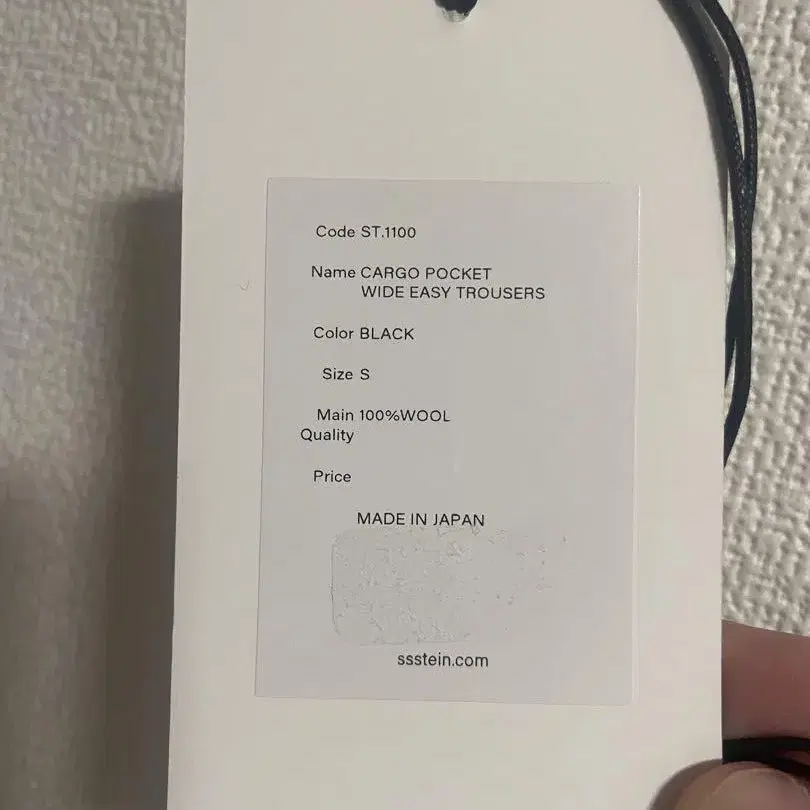 Code ST.1100
Name CARGO POCKET
WIDE EASY TROUSERS
Color BLACK
Size S
Main 100%WOOL
Quality
Price
MADE IN JAPAN
ssstein.com